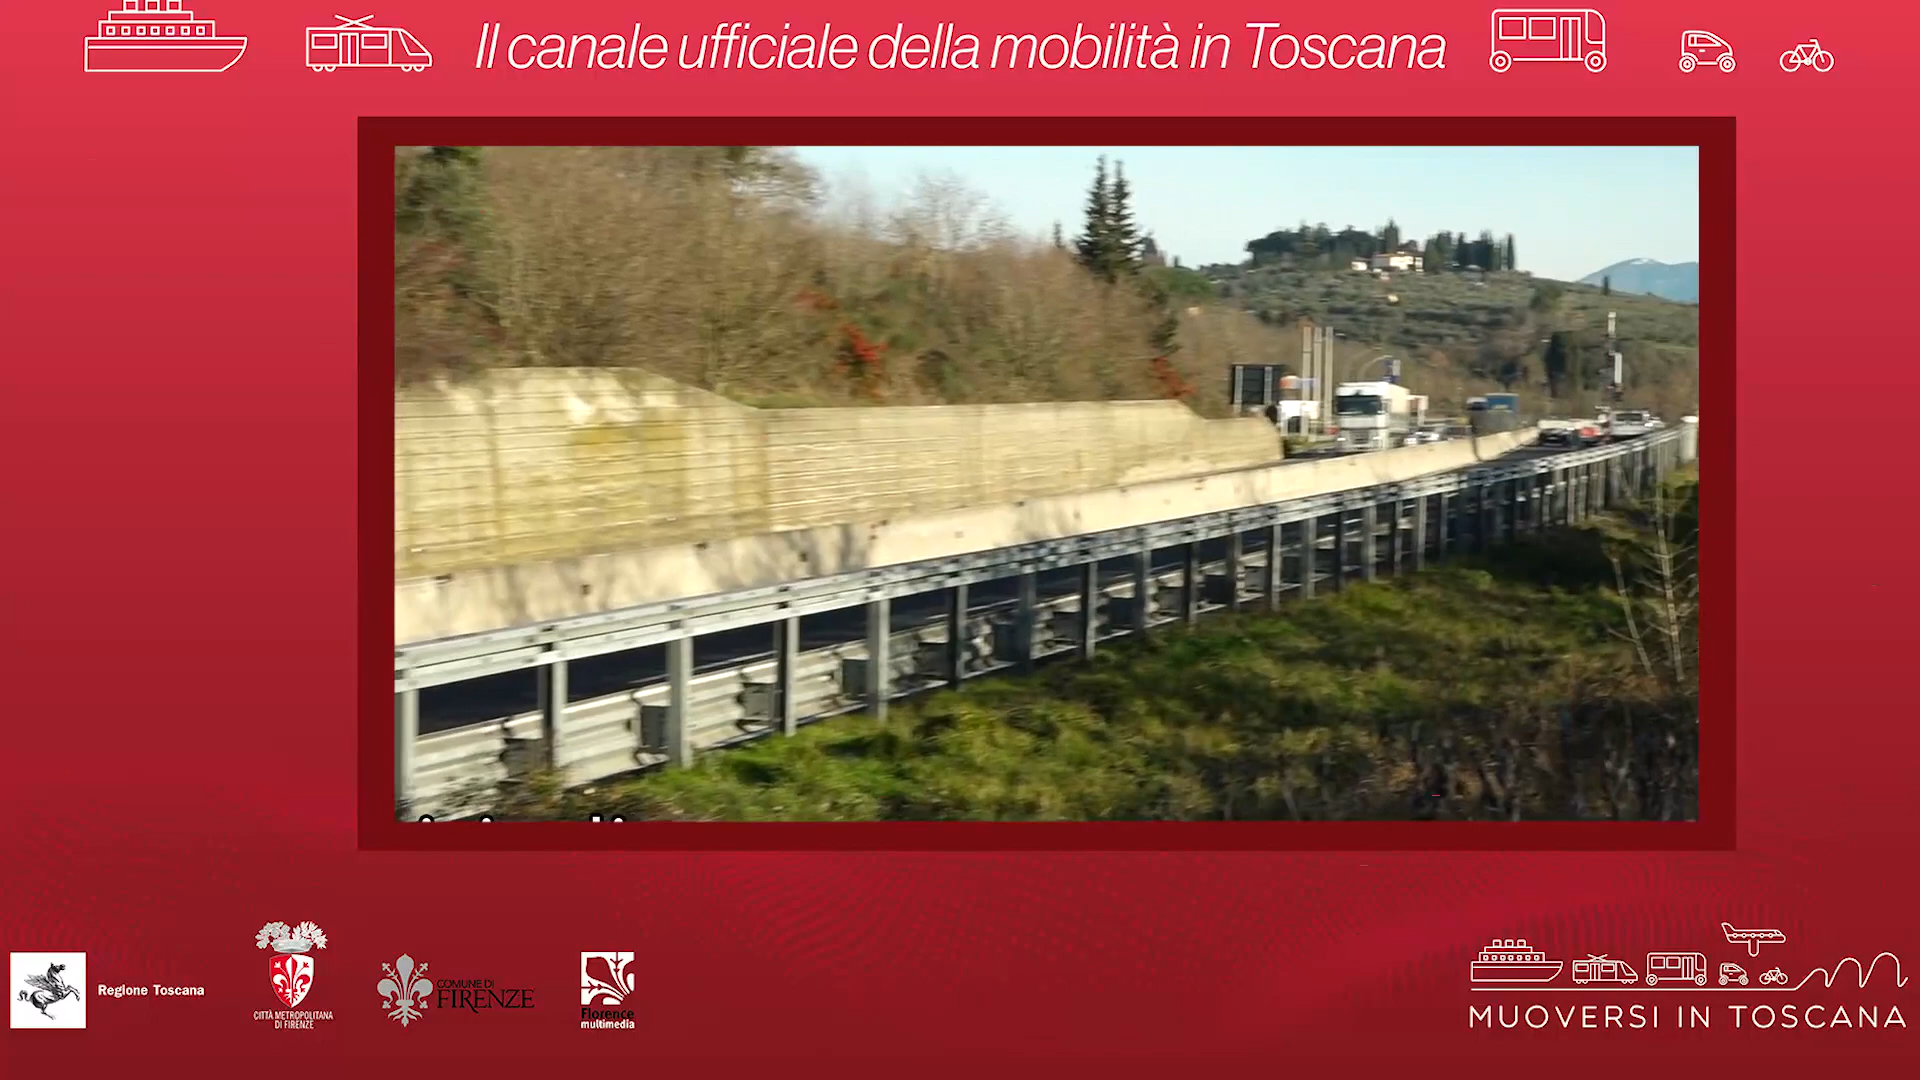 Il canale ufficiale della mobilità in Toscana
Regione Toscana
CITTÀ METROPOLITANA
DI FIRENZE
COMUNE DI
FIRENZE
Florence
multimedia
MUOVERSI IN TOSCANA